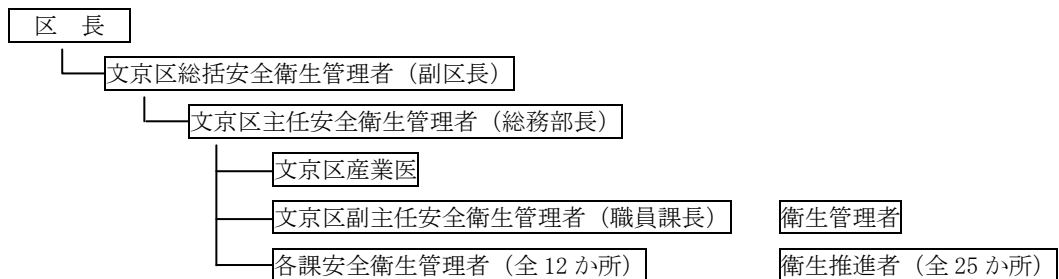 区 長
文京区総括安全衛生管理者（副区長）
文京区主任安全衛生管理者（総務部長）
文京区産業医
文京区副主任安全衛生管理者（職員課長） 衛生管理者
各課安全衛生管理者（全 12 か所） 衛生推進者（全 25 か所）